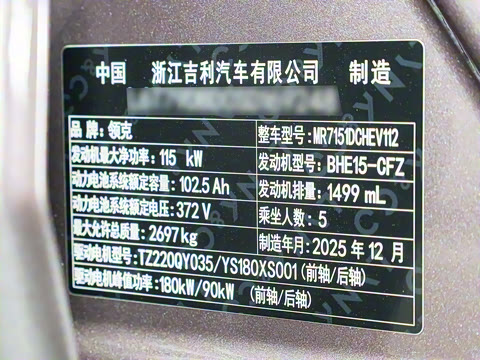 中国 浙江吉利汽车有限公司 制造
品牌:领克
整车型号:MR7151DCHEV112
发动机最大净功率:115 kW
发动机型号:BHE15-CFZ
动力电池系统额定容量:102.5Ah
发动机排量:1499 mL
动力电池系统额定电压:372 V
乘坐人数:5
最大允许总质量:2697kg
制造年月:2025 年 12 月
驱动电机型号:TZ220QY035/YS180XS001(前轴/后轴)
驱动电机峰值功率:180kW/90kW (前轴/后轴)